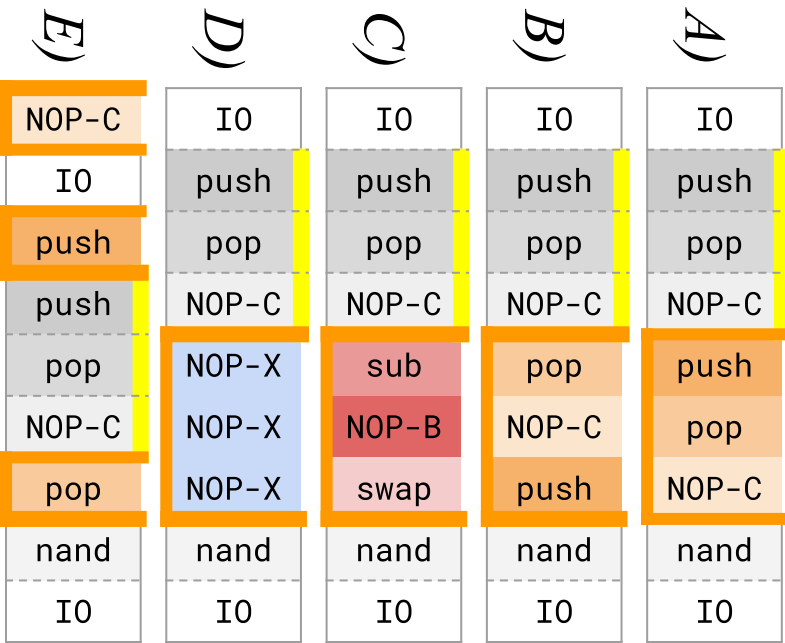 E)
NOP-C
IO
push
push
pop
NOP-C
pop
nand
IO
D)
IO
push
pop
NOP-C
NOP-X
NOP-X
NOP-X
nand
IO
C)
IO
push
pop
NOP-C
sub
NOP-B
swap
nand
IO
B)
IO
push
pop
NOP-C
pop
NOP-C
push
nand
IO
A)
IO
push
pop
NOP-C
push
pop
NOP-C
nand
IO